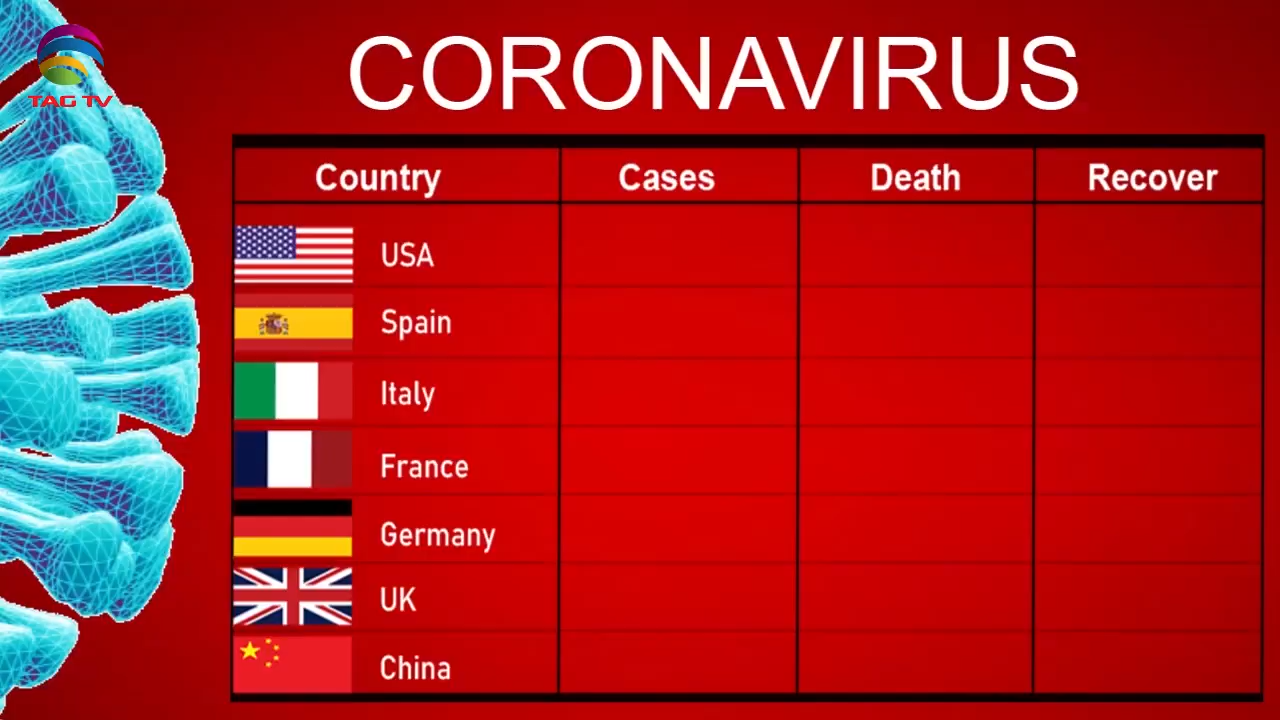 TAG TV
CORONAVIRUS
Country Cases Death Recover
USA
Spain
Italy
France
Germany
UK
China